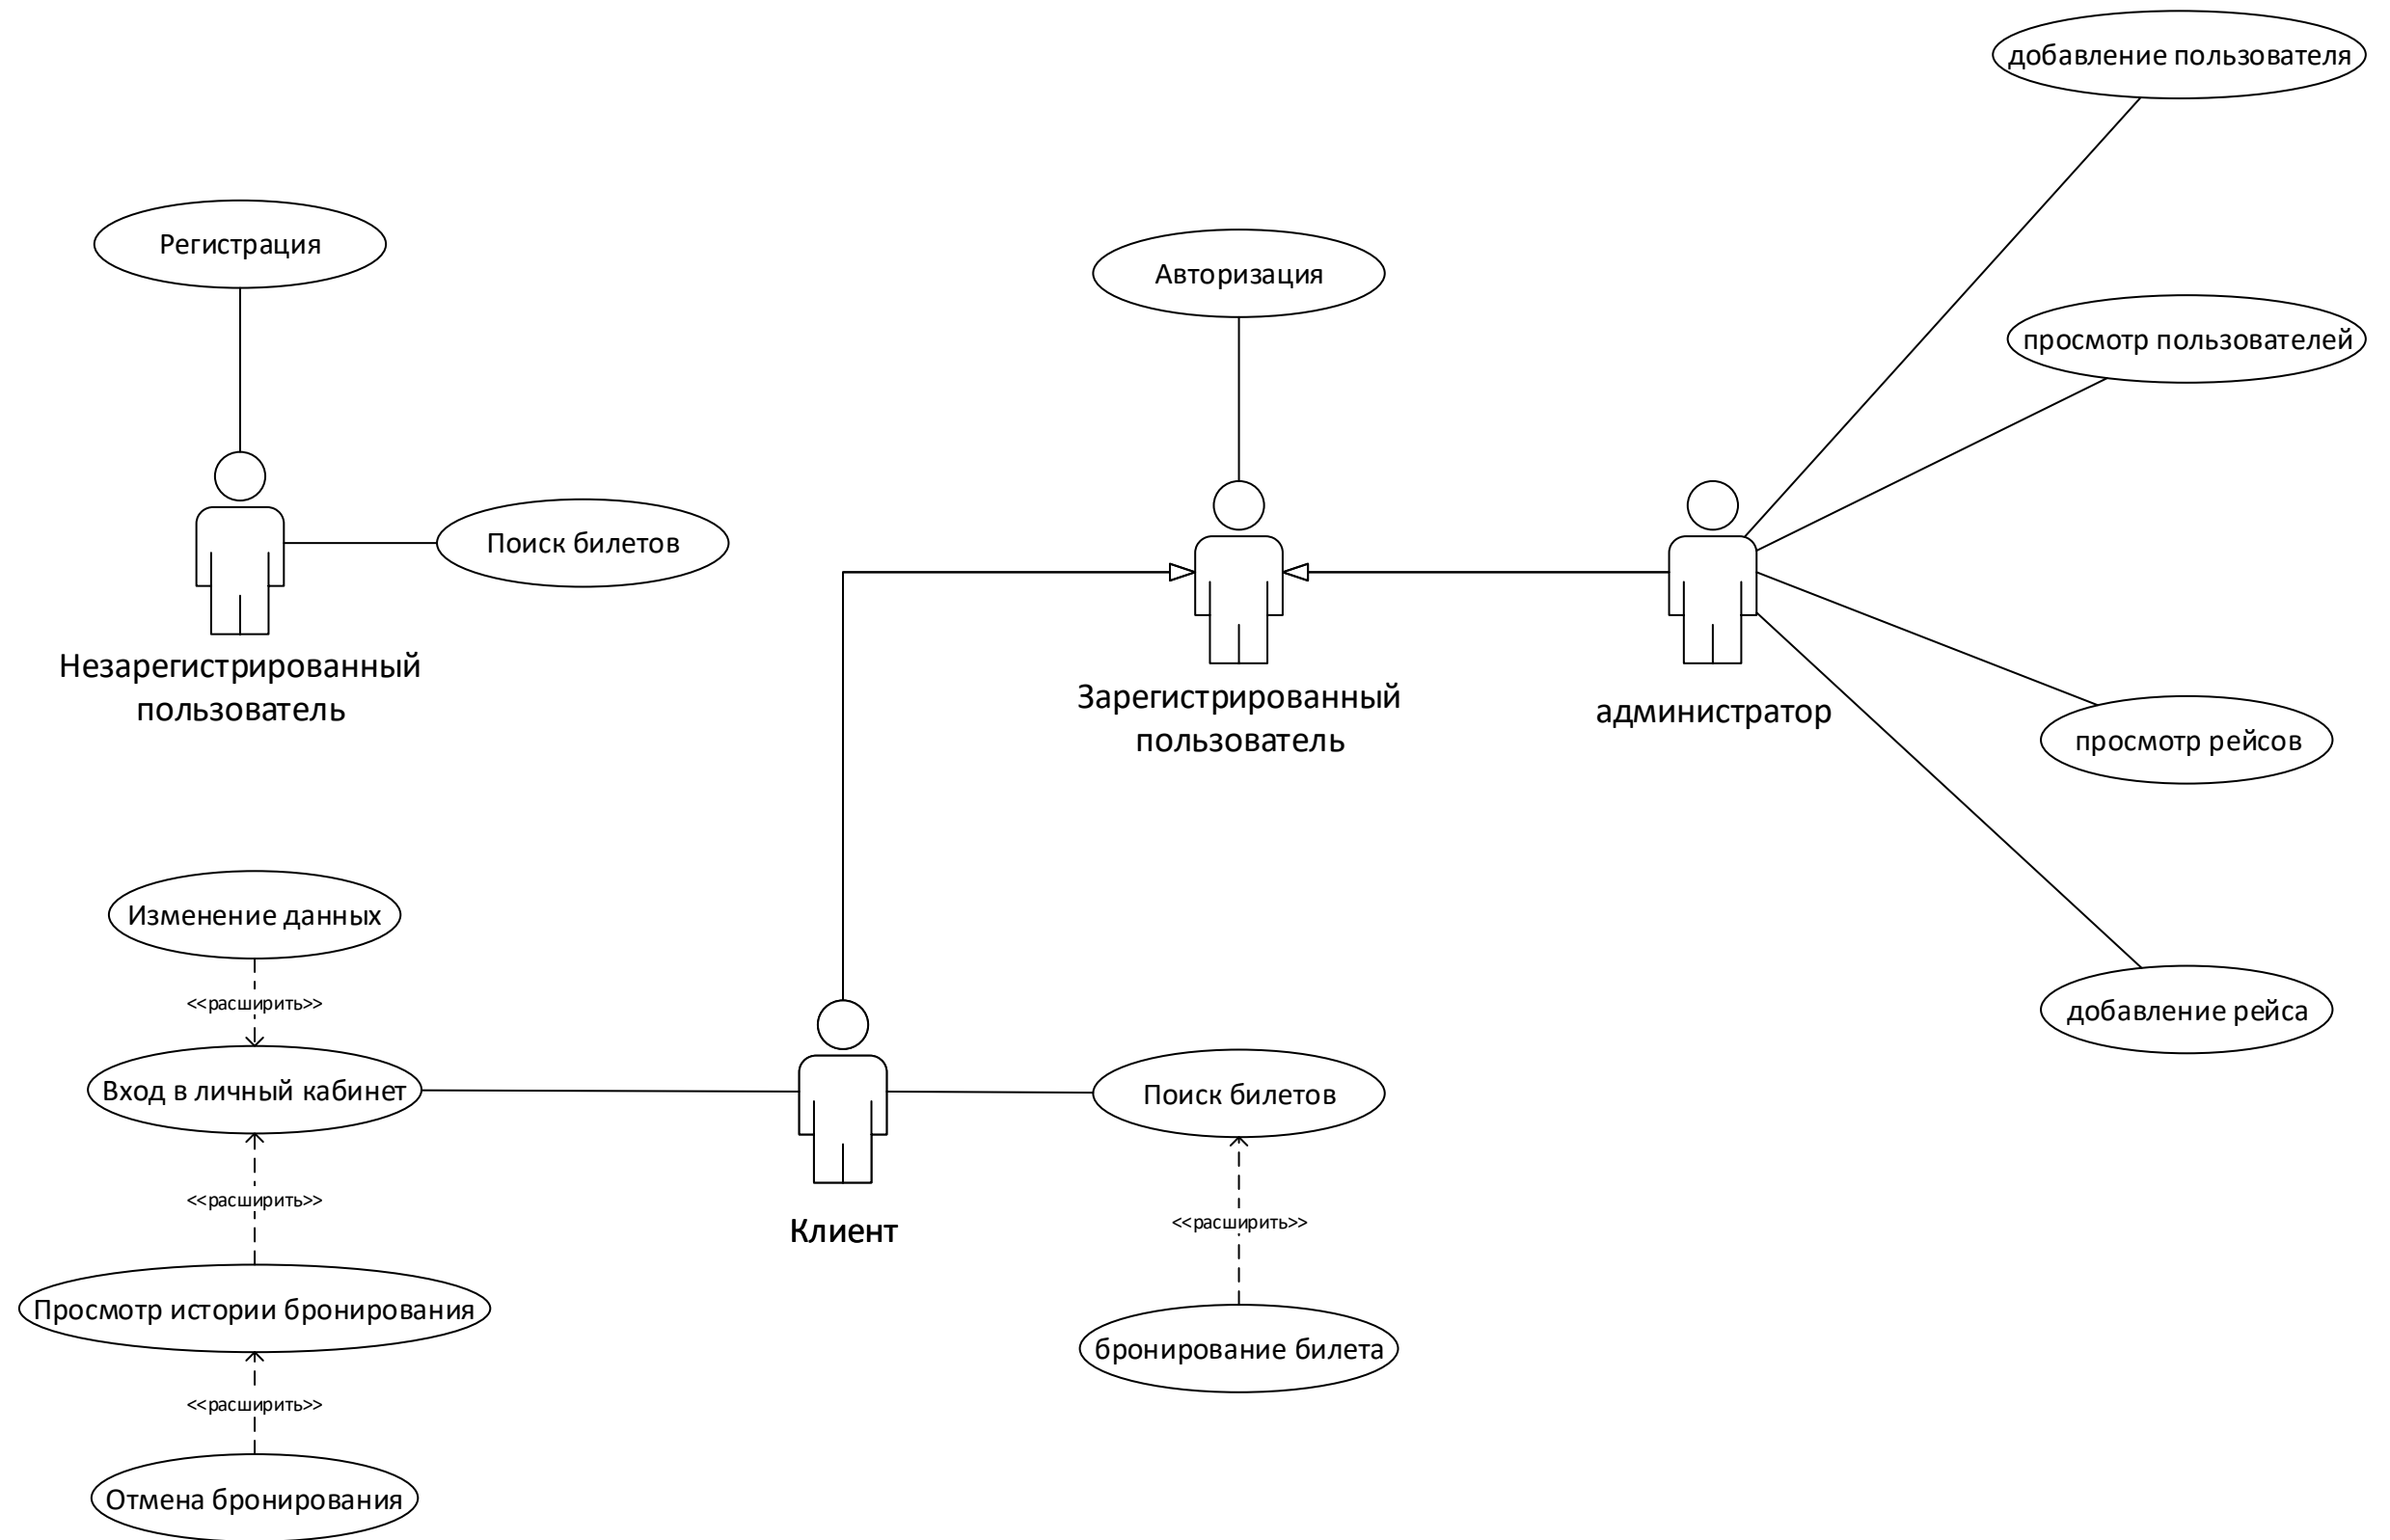 добавление пользователя
Регистрация
Авторизация
просмотр пользователей
Поиск билетов
Незарегистрированный
пользователь
Зарегистрированный
пользователь
администратор
просмотр рейсов
Изменение данных
<<расширить>>
добавление рейса
Вход в личный кабинет
Поиск билетов
<<расширить>>
Клиент
<<расширить>>
Просмотр истории бронирования
бронирование билета
<<расширить>>
Отмена бронирования